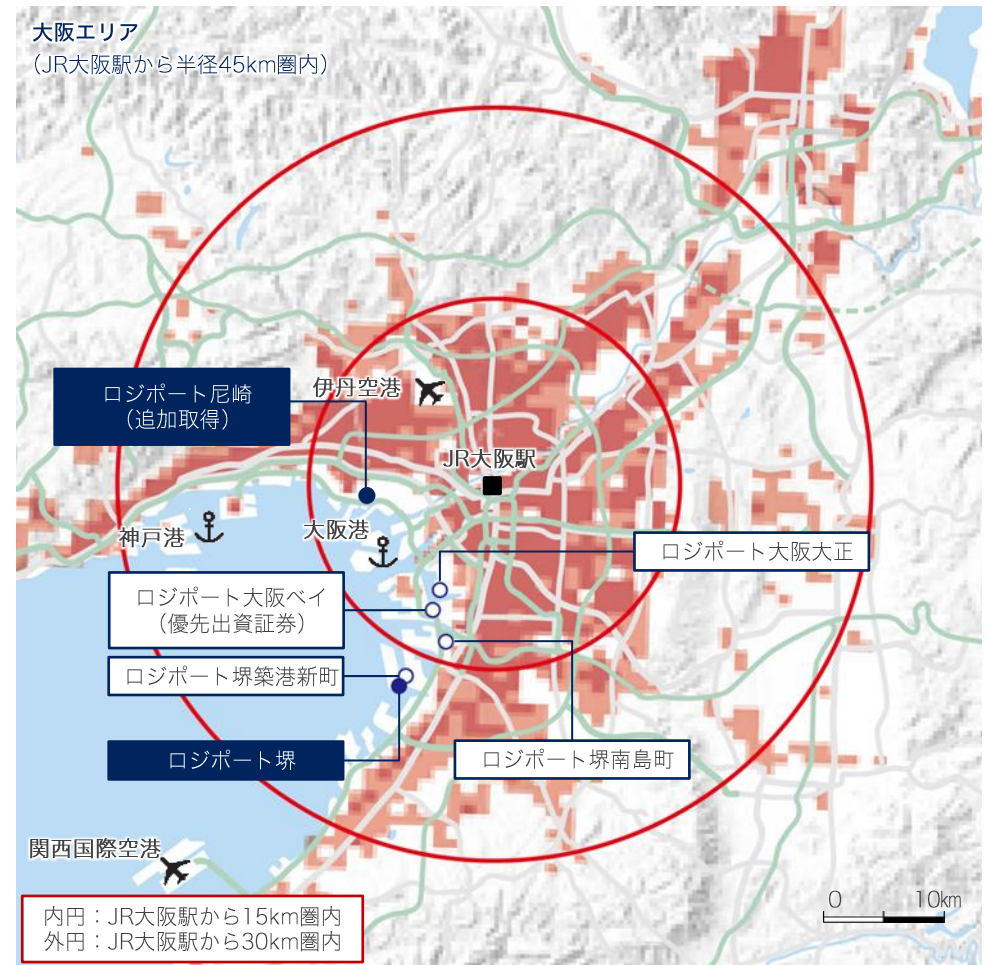 大阪エリア
（JR大阪駅から半径45km圏内）
ロジポート尼崎
（追加取得）
伊丹空港
JR大阪駅
神戸港
大阪港
ロジポート大阪大正
ロジポート大阪ベイ
（優先出資証券）
ロジポート堺築港新町
ロジポート堺
ロジポート堺南島町
関西国際空港
0 10km
内円：JR大阪駅から15km圏内
外円：JR大阪駅から30km圏内